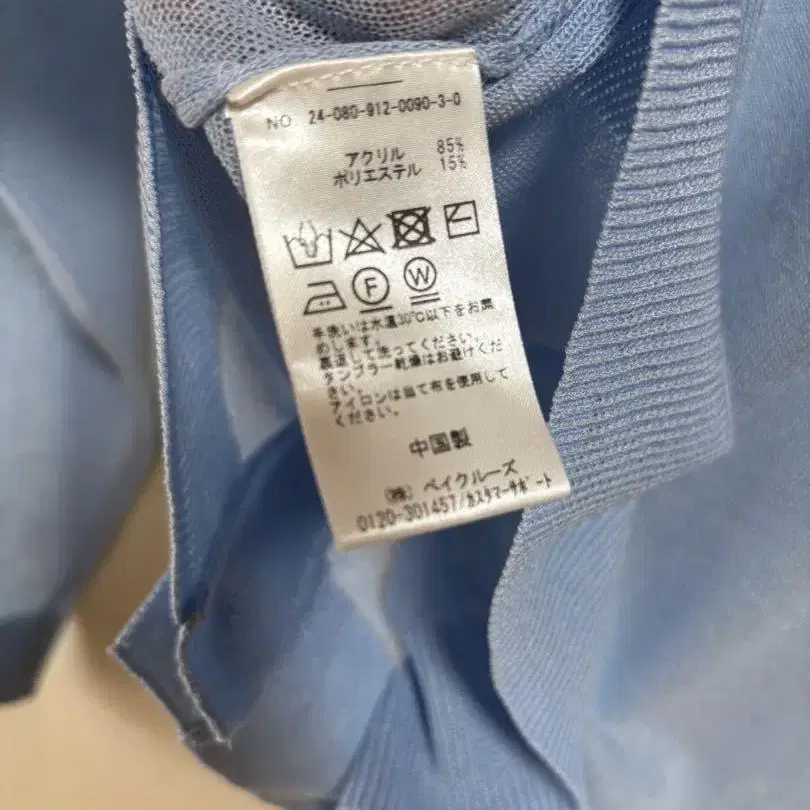 NO. 24-080-912-0090-3-0
アクリル 85%
ポリエステル 15%
F W
手洗いは水温30℃以下をお薦
めします。
裏返して洗ってください。
タンブラー乾燥はお避けくだ
さい。
アイロンは当て布を使用して
ください。
中国製
(株) ベイクルーズ
0120-301457/カスタマーサポート